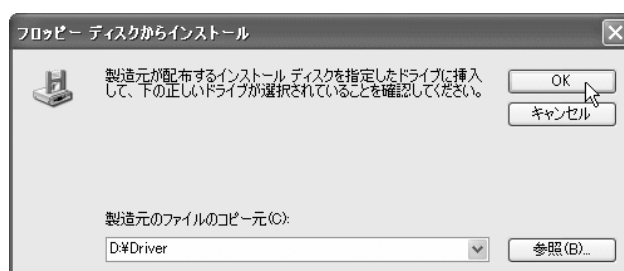 フロッピー ディスクからインストール
製造元が配布するインストール ディスクを指定したドライブに挿入
して、下の正しいドライブが選択されていることを確認してください。
OK
キャンセル
製造元のファイルのコピー元(C):
D:¥Driver
参照(B)...